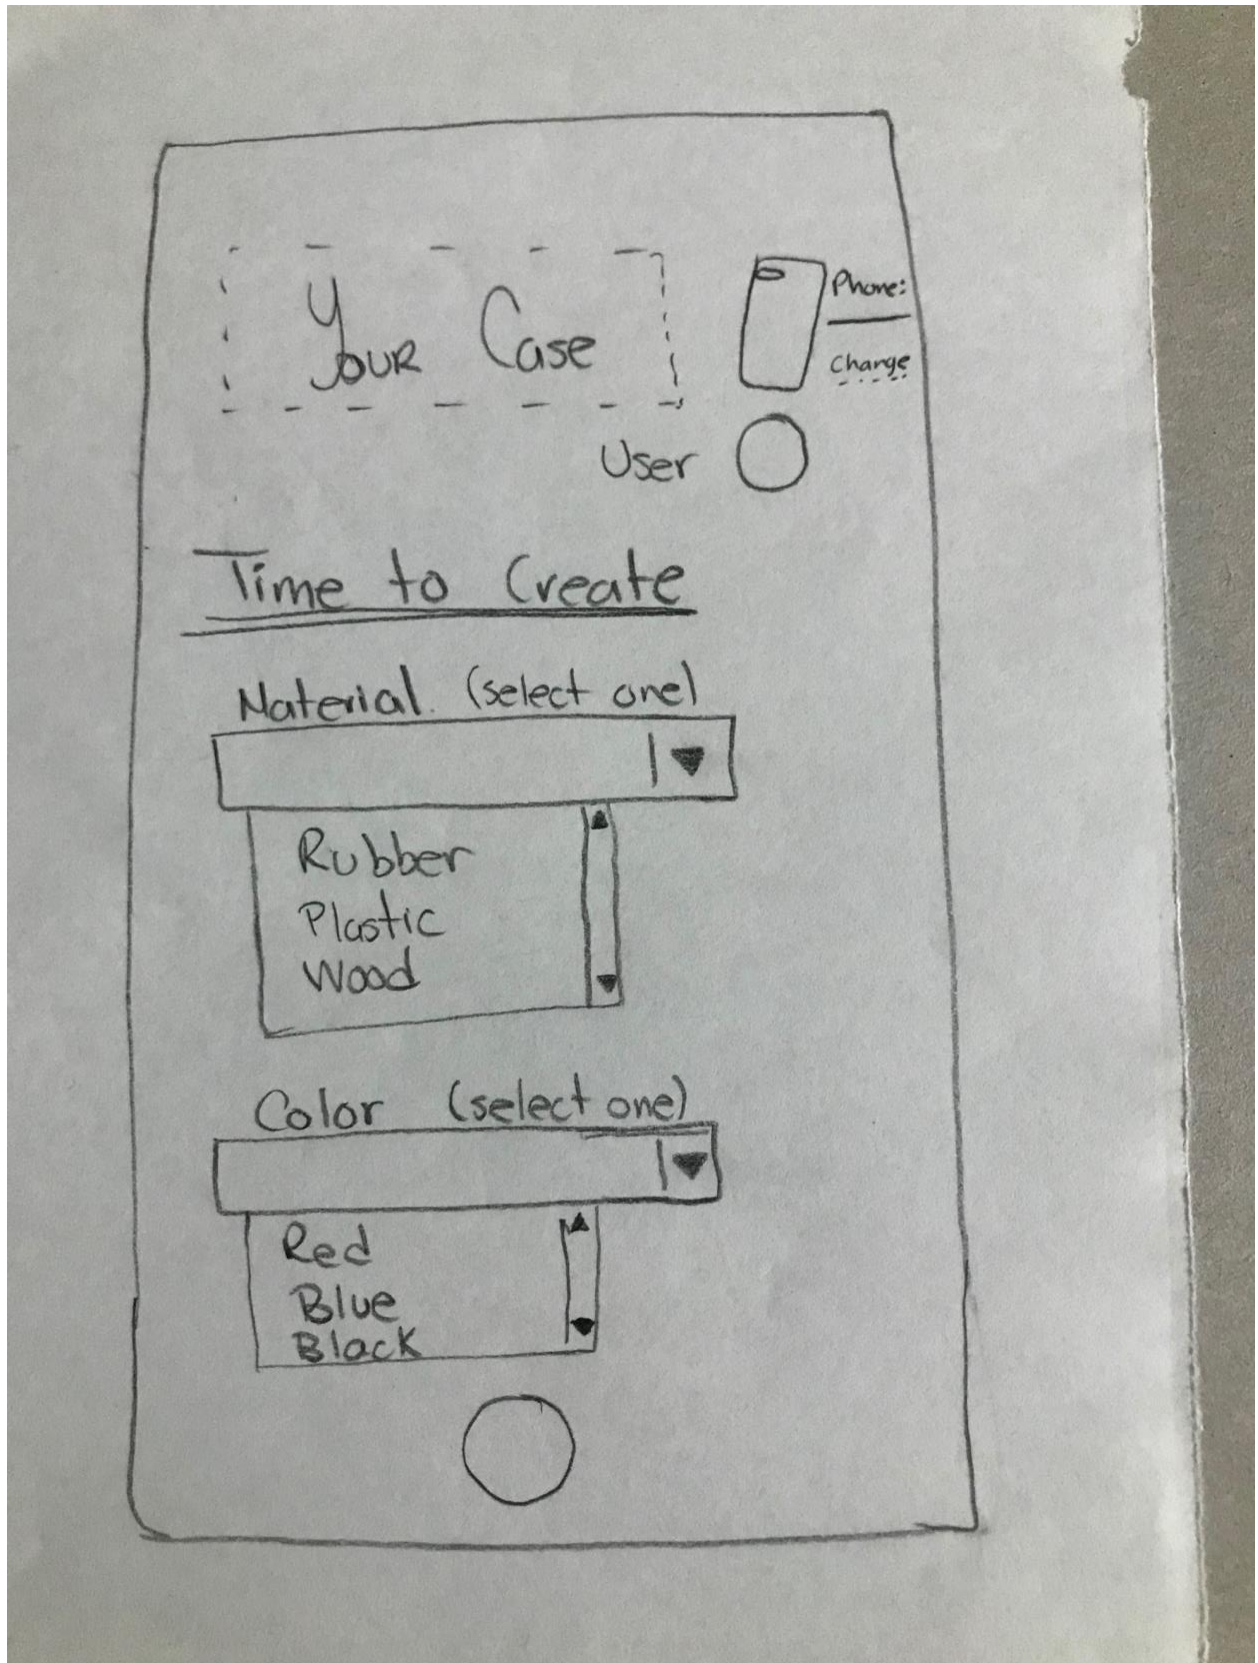 Your Case
Phone:
Change
User
Time to Create
Material (select one)
Rubber
Plastic
Wood
Color (select one)
Red
Blue
Black